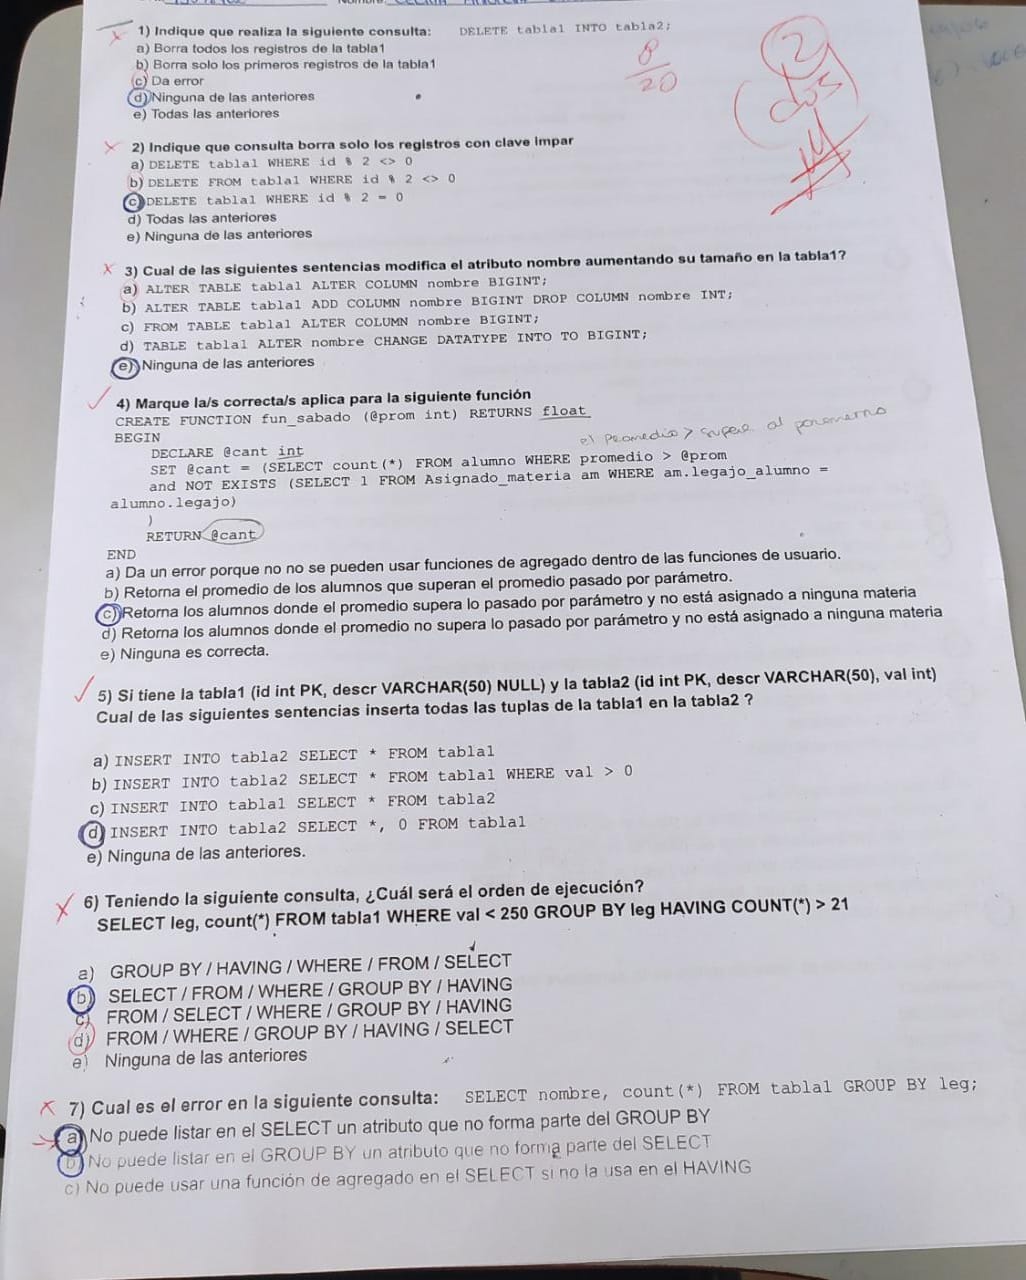 1) Indique que realiza la siguiente consulta: DELETE tabla1 INTO tabla2;
a) Borra todos los registros de la tabla1
b) Borra solo los primeros registros de la tabla1
c) Da error
d) Ninguna de las anteriores
e) Todas las anteriores
8/20
2
dos
2) Indique que consulta borra solo los registros con clave impar
a) DELETE tabla1 WHERE id % 2 <> 0
b) DELETE FROM tabla1 WHERE id % 2 <> 0
c) DELETE tabla1 WHERE id % 2 = 0
d) Todas las anteriores
e) Ninguna de las anteriores
3) Cual de las siguientes sentencias modifica el atributo nombre aumentando su tamaño en la tabla1?
a) ALTER TABLE tabla1 ALTER COLUMN nombre BIGINT;
b) ALTER TABLE tabla1 ADD COLUMN nombre BIGINT DROP COLUMN nombre INT;
c) FROM TABLE tabla1 ALTER COLUMN nombre BIGINT;
d) TABLE tabla1 ALTER nombre CHANGE DATATYPE INTO TO BIGINT;
e) Ninguna de las anteriores
4) Marque la/s correcta/s aplica para la siguiente función
CREATE FUNCTION fun_sabado (@prom int) RETURNS float
BEGIN
el promedio > supere al
DECLARE @cant int
SET @cant = (SELECT count(*) FROM alumno WHERE promedio > @prom
and NOT EXISTS (SELECT 1 FROM Asignado_materia am WHERE am.legajo_alumno =
alumno.legajo)
)
RETURN @cant
END
a) Da un error porque no no se pueden usar funciones de agregado dentro de las funciones de usuario.
b) Retorna el promedio de los alumnos que superan el promedio pasado por parámetro.
c) Retorna los alumnos donde el promedio supera lo pasado por parámetro y no está asignado a ninguna materia
d) Retorna los alumnos donde el promedio no supera lo pasado por parámetro y no está asignado a ninguna materia
e) Ninguna es correcta.
5) Si tiene la tabla1 (id int PK, descr VARCHAR(50) NULL) y la tabla2 (id int PK, descr VARCHAR(50), val int)
Cual de las siguientes sentencias inserta todas las tuplas de la tabla1 en la tabla2 ?
a) INSERT INTO tabla2 SELECT * FROM tabla1
b) INSERT INTO tabla2 SELECT * FROM tabla1 WHERE val > 0
c) INSERT INTO tabla1 SELECT * FROM tabla2
d) INSERT INTO tabla2 SELECT *, 0 FROM tabla1
e) Ninguna de las anteriores.
6) Teniendo la siguiente consulta, ¿Cuál será el orden de ejecución?
SELECT leg, count(*) FROM tabla1 WHERE val < 250 GROUP BY leg HAVING COUNT(*) > 21
a) GROUP BY / HAVING / WHERE / FROM / SELECT
b) SELECT / FROM / WHERE / GROUP BY / HAVING
c) FROM / SELECT / WHERE / GROUP BY / HAVING
d) FROM / WHERE / GROUP BY / HAVING / SELECT
e) Ninguna de las anteriores
7) Cual es el error en la siguiente consulta: SELECT nombre, count(*) FROM tabla1 GROUP BY leg;
a) No puede listar en el SELECT un atributo que no forma parte del GROUP BY
b) No puede listar en el GROUP BY un atributo que no forma parte del SELECT
c) No puede usar una función de agregado en el SELECT si no la usa en el HAVING